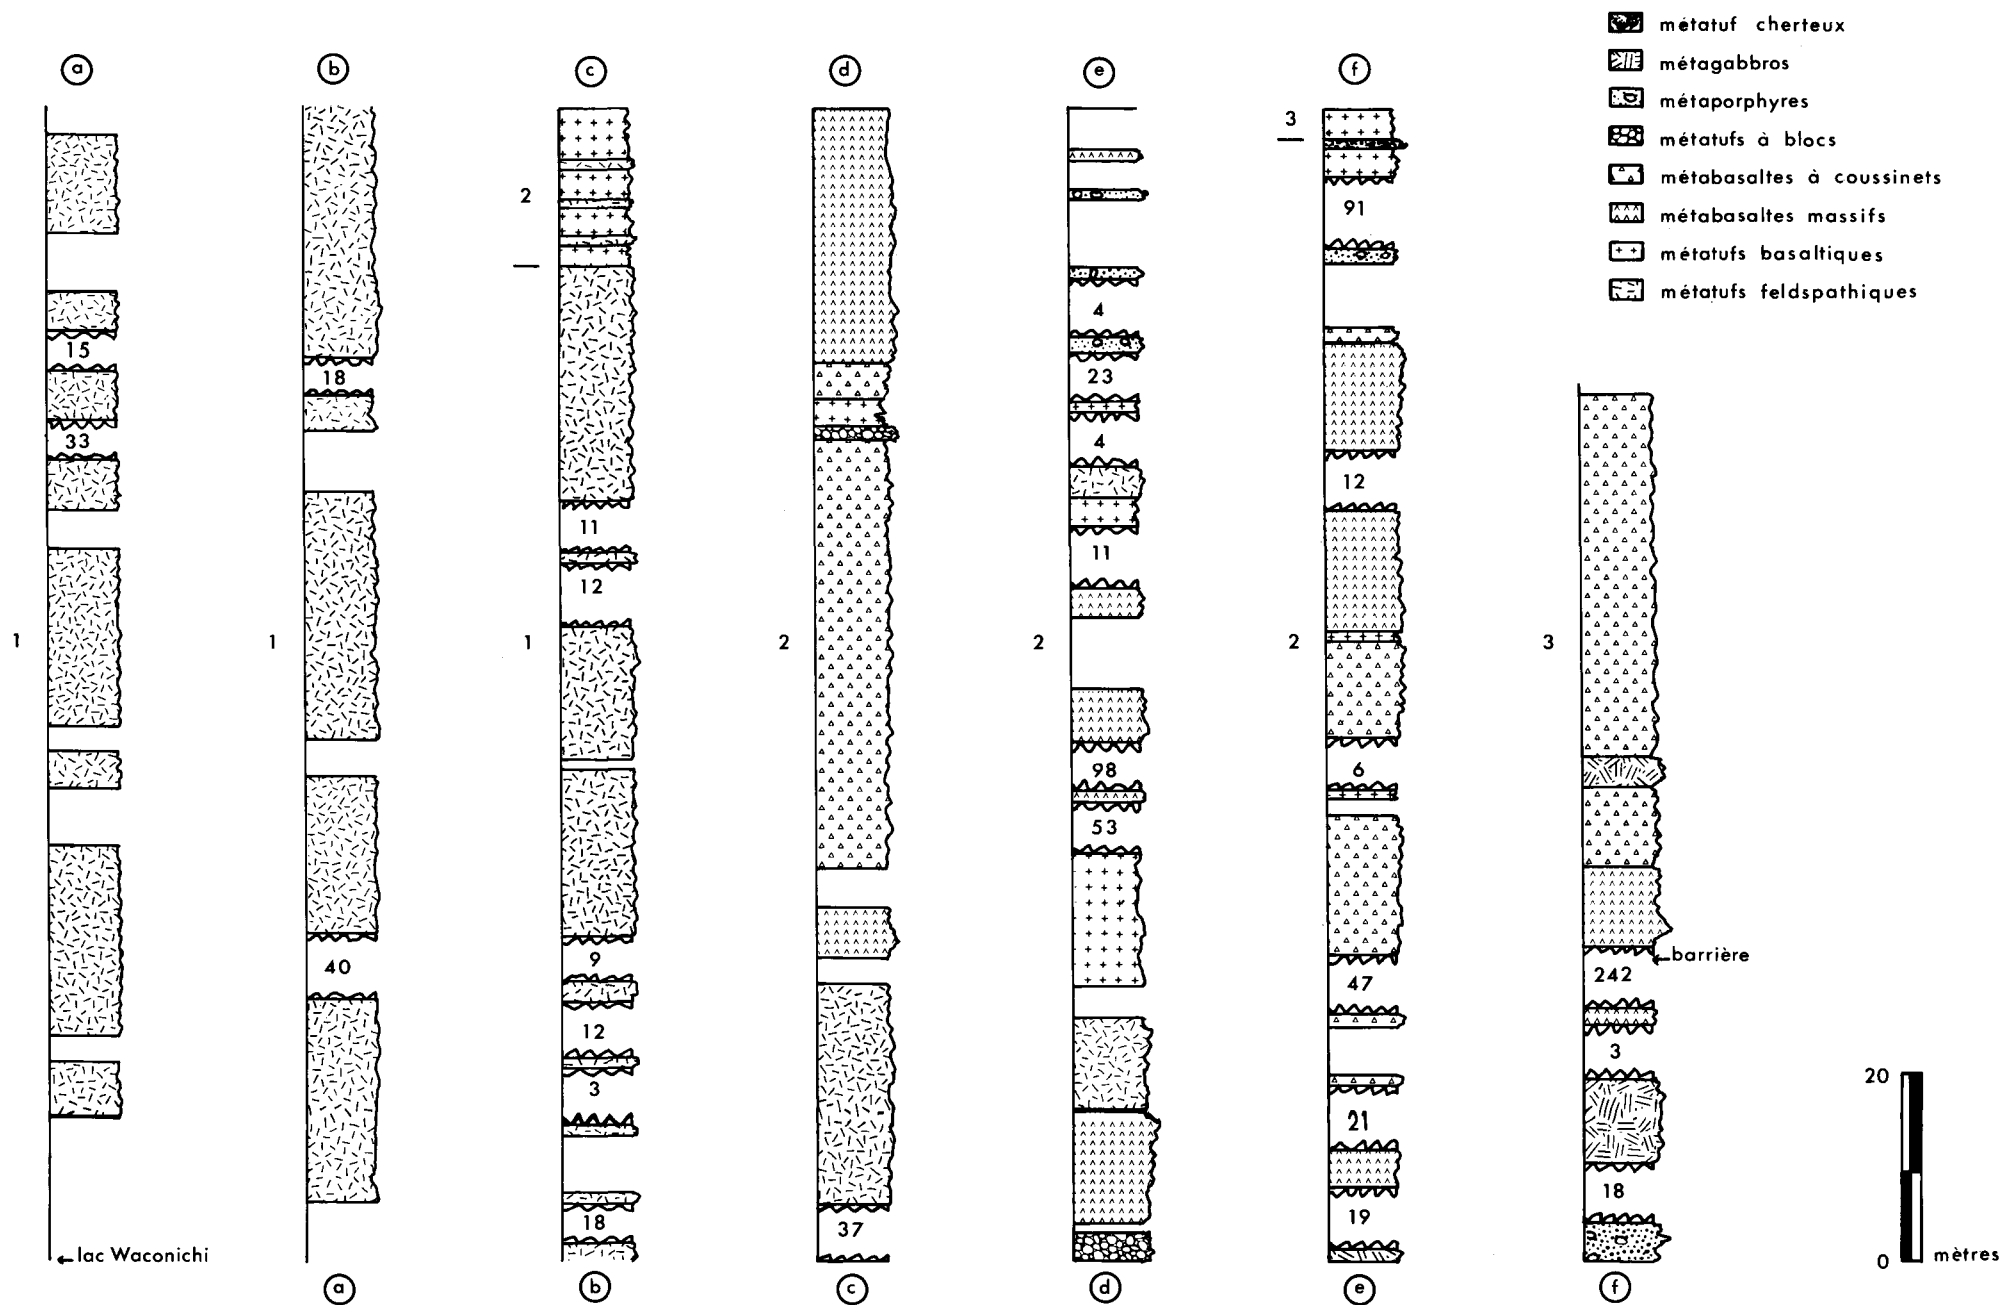 a
b
c
d
e
f
métatuf cherteux
métagabbros
métaporphyres
métatufs à blocs
métabasaltes à coussinets
métabasaltes massifs
métatufs basaltiques
métatufs feldspathiques
15
33
1
← lac Waconichi
18
1
40
a
2
11
12
1
9
12
3
18
b
2
37
c
4
23
4
11
2
98
53
d
3
91
12
2
6
47
21
19
e
3
← barrière
242
3
18
f
20
0 mètres